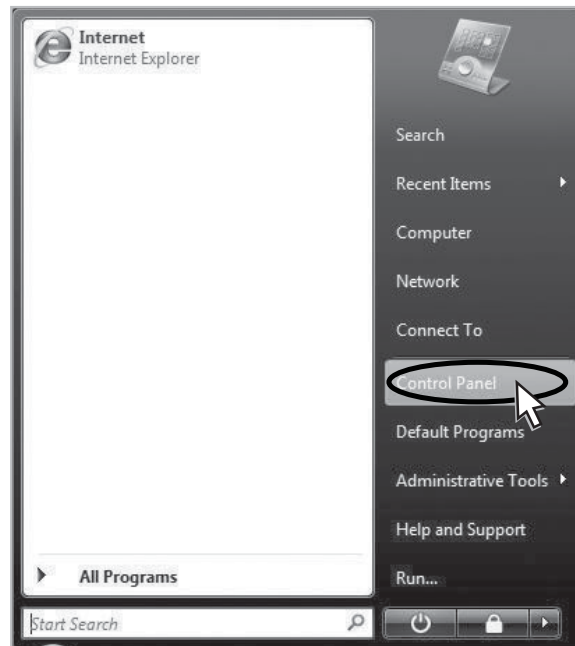 Internet
Internet Explorer
All Programs
Start Search
Search
Recent Items
Computer
Network
Connect To
Control Panel
Default Programs
Administrative Tools
Help and Support
Run...